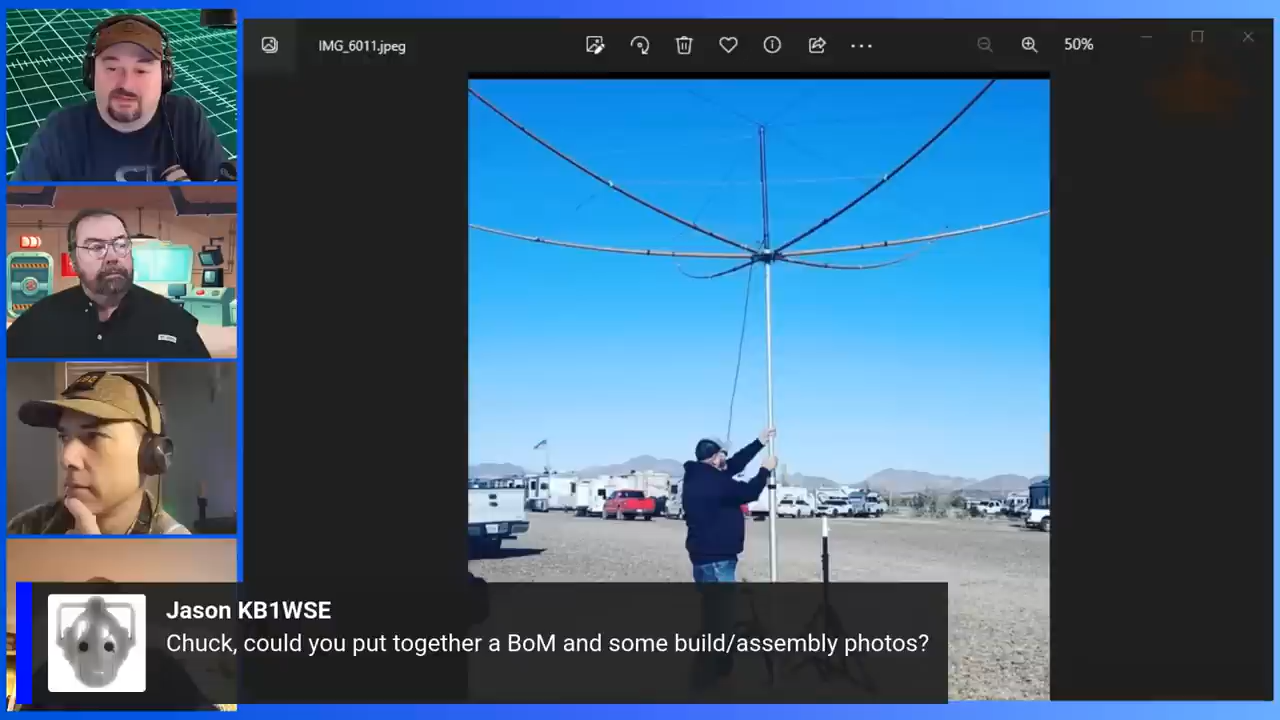 IMG_6011.jpeg
50%
Jason KB1WSE
Chuck, could you put together a BoM and some build/assembly photos?